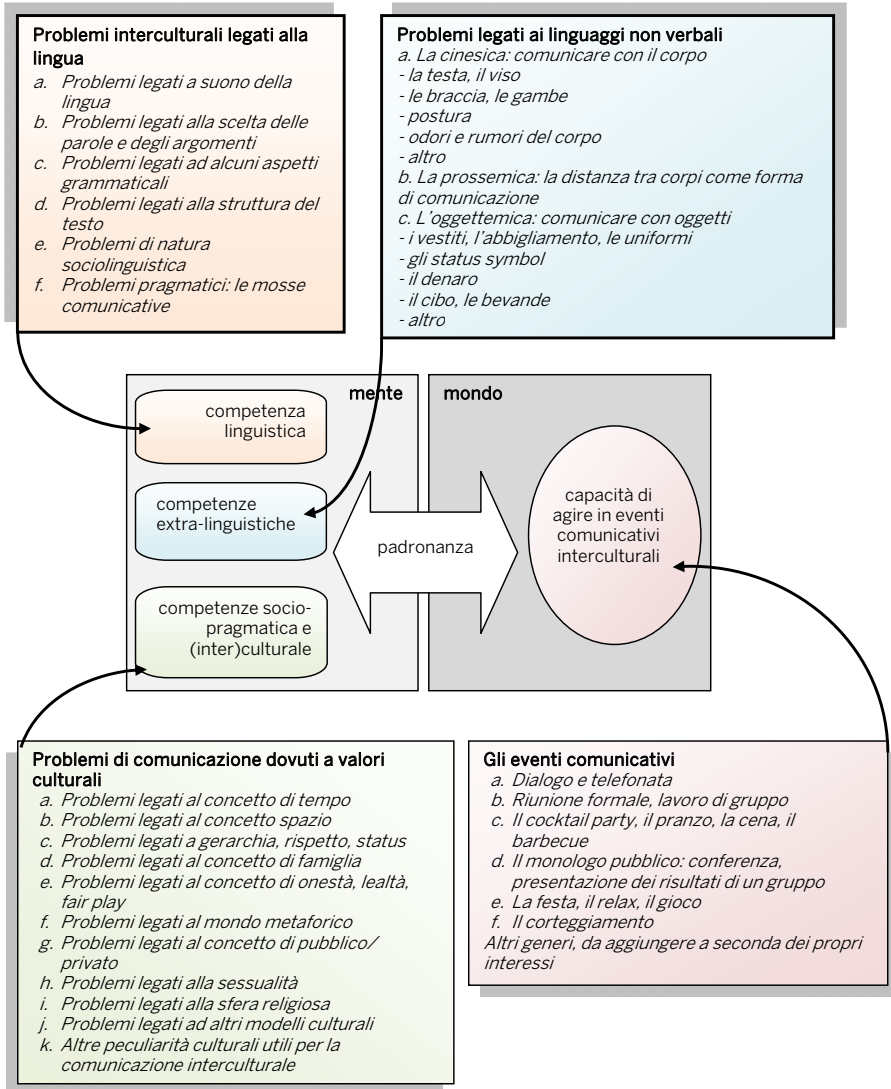 Problemi interculturali legati alla
lingua
a. Problemi legati a suono della
lingua
b. Problemi legati alla scelta delle
parole e degli argomenti
c. Problemi legati ad alcuni aspetti
grammaticali
d. Problemi legati alla struttura del
testo
e. Problemi di natura
sociolinguistica
f. Problemi pragmatici: le mosse
comunicative
Problemi legati ai linguaggi non verbali
a. La cinesica: comunicare con il corpo
- la testa, il viso
- le braccia, le gambe
- postura
- odori e rumori del corpo
- altro
b. La prossemica: la distanza tra corpi come forma
di comunicazione
c. L'oggettemica: comunicare con oggetti
- i vestiti, l'abbigliamento, le uniformi
- gli status symbol
- il denaro
- il cibo, le bevande
- altro
mente
mondo
competenza
linguistica
competenze
extra-linguistiche
competenze socio-
pragmatica e
(inter)culturale
padronanza
capacità di
agire in eventi
comunicativi
interculturali
Problemi di comunicazione dovuti a valori
culturali
a. Problemi legati al concetto di tempo
b. Problemi legati al concetto spazio
c. Problemi legati a gerarchia, rispetto, status
d. Problemi legati al concetto di famiglia
e. Problemi legati al concetto di onestà, lealtà,
fair play
f. Problemi legati al mondo metaforico
g. Problemi legati al concetto di pubblico/
privato
h. Problemi legati alla sessualità
i. Problemi legati alla sfera religiosa
j. Problemi legati ad altri modelli culturali
k. Altre peculiarità culturali utili per la
comunicazione interculturale
Gli eventi comunicativi
a. Dialogo e telefonata
b. Riunione formale, lavoro di gruppo
c. Il cocktail party, il pranzo, la cena, il
barbecue
d. Il monologo pubblico: conferenza,
presentazione dei risultati di un gruppo
e. La festa, il relax, il gioco
f. Il corteggiamento
Altri generi, da aggiungere a seconda dei propri
interessi